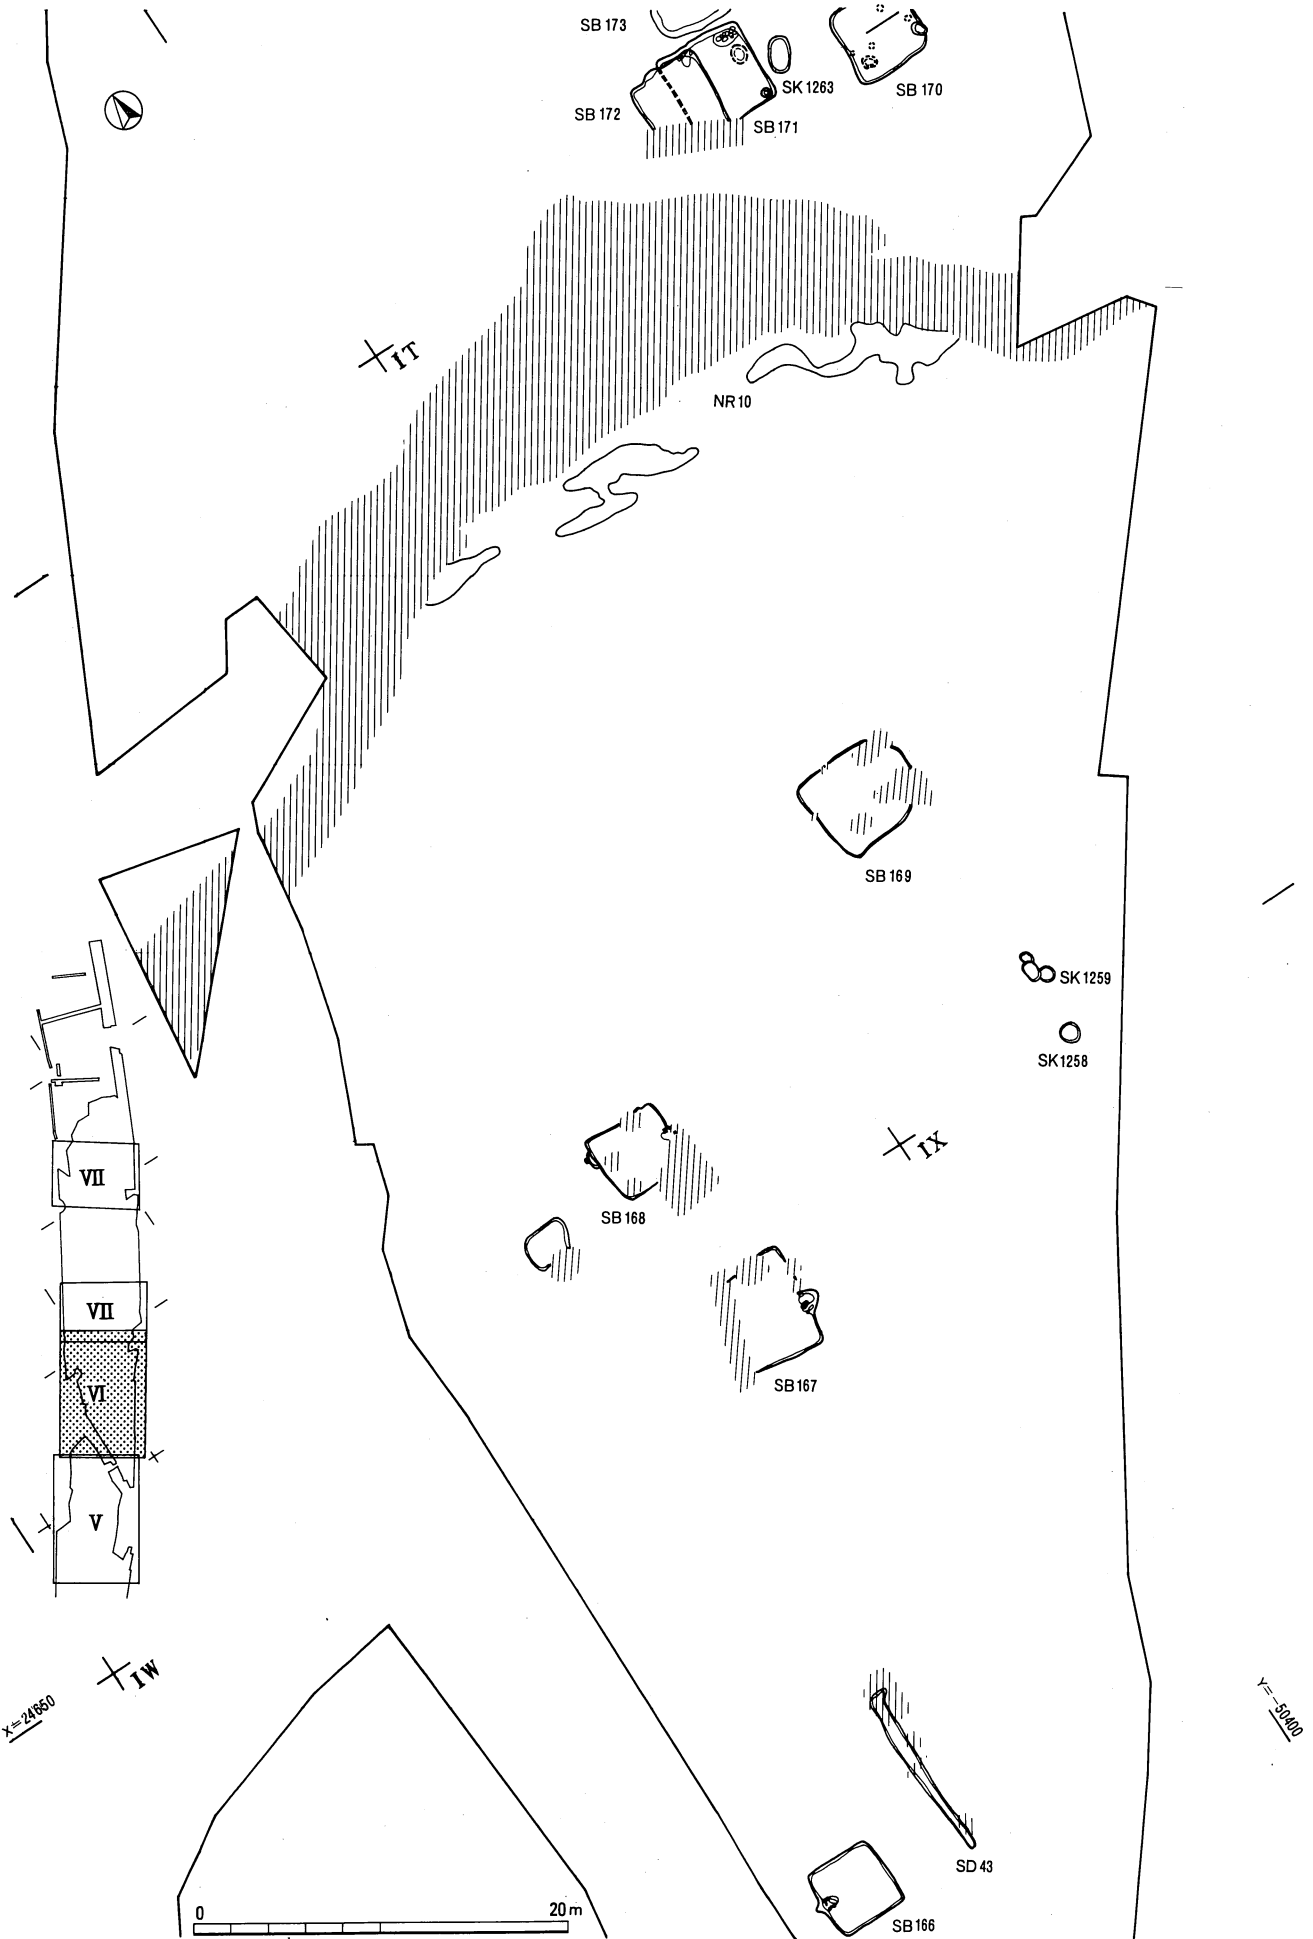 SB 173
SK 1263
SB 170
SB 172
SB 171
IT
NR 10
SB 169
SK 1259
SK 1258
IX
VII
SB 168
VII
SB 167
VI
V
IW
X=24650
Y=-50400
SD 43
0 20 m
SB 166